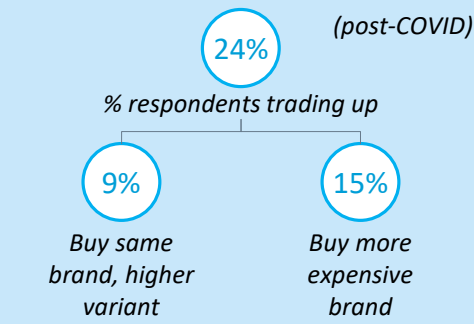 (post-COVID)
24%
% respondents trading up
9%
15%
Buy same
brand, higher
variant
Buy more
expensive
brand